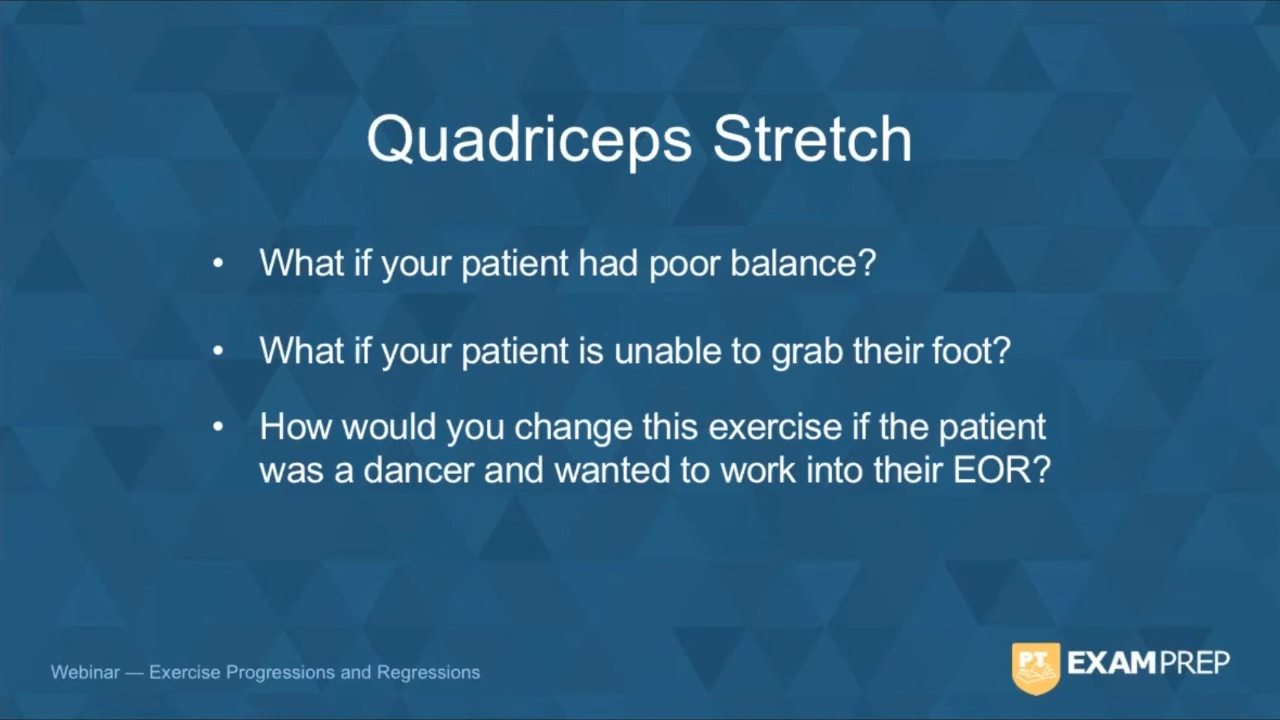 Quadriceps Stretch
• What if your patient had poor balance?
• What if your patient is unable to grab their foot?
• How would you change this exercise if the patient
was a dancer and wanted to work into their EOR?
Webinar — Exercise Progressions and Regressions
P.T. EXAMPREP